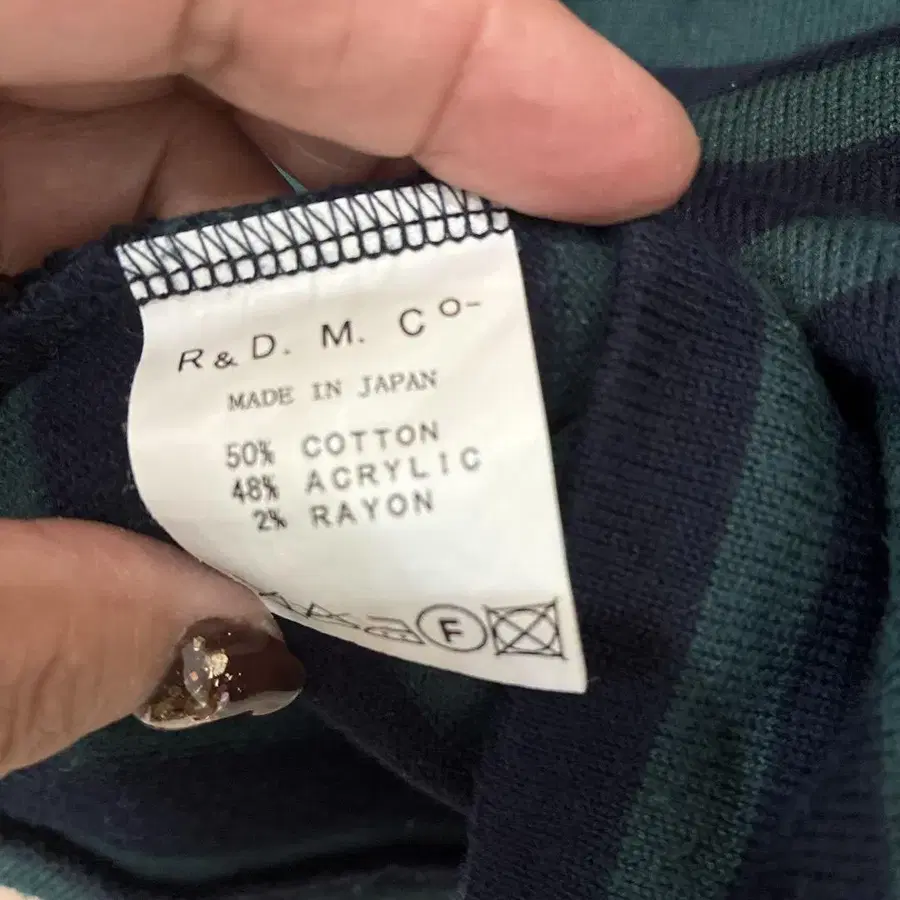 R & D. M. Co-
MADE IN JAPAN
50% COTTON
48% ACRYLIC
2% RAYON
F